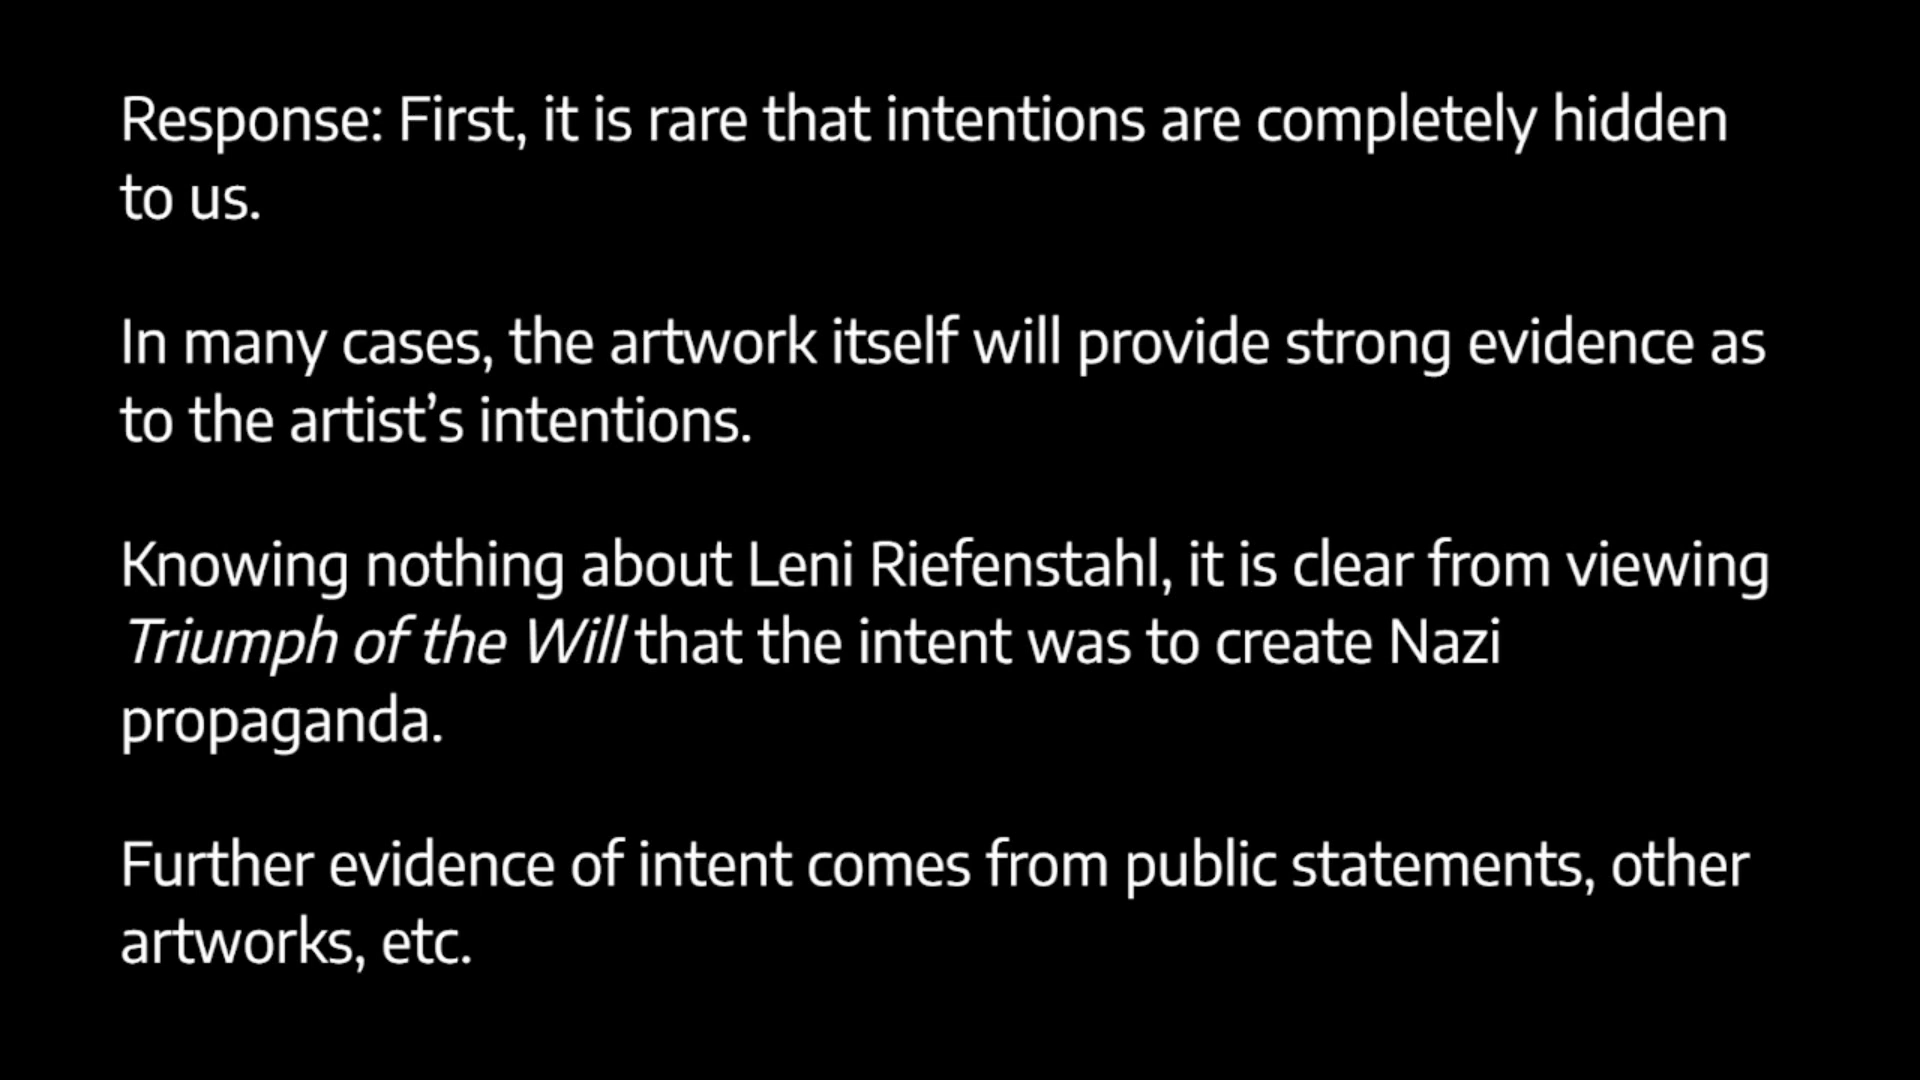 Response: First, it is rare that intentions are completely hidden
to us.
In many cases, the artwork itself will provide strong evidence as
to the artist’s intentions.
Knowing nothing about Leni Riefenstahl, it is clear from viewing
Triumph of the Will that the intent was to create Nazi
propaganda.
Further evidence of intent comes from public statements, other
artworks, etc.